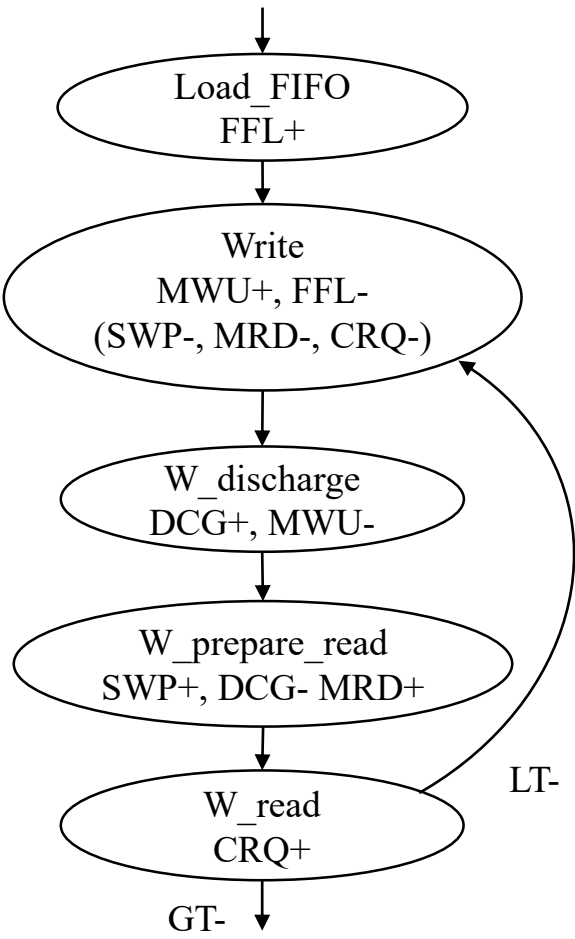 Load_FIFO
FFL+
Write
MWU+, FFL-
(SWP-, MRD-, CRQ-)
W_discharge
DCG+, MWU-
W_prepare_read
SWP+, DCG- MRD+
LT-
W_read
CRQ+
GT-